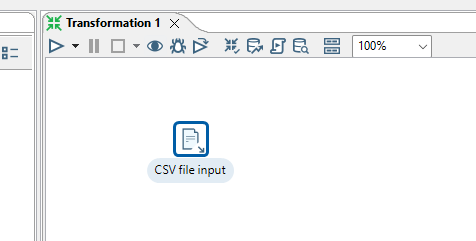 Transformation 1
100%
CSV file input